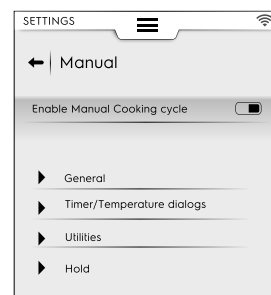 SETTINGS
Manual
Enable Manual Cooking cycle
General
Timer/Temperature dialogs
Utilities
Hold